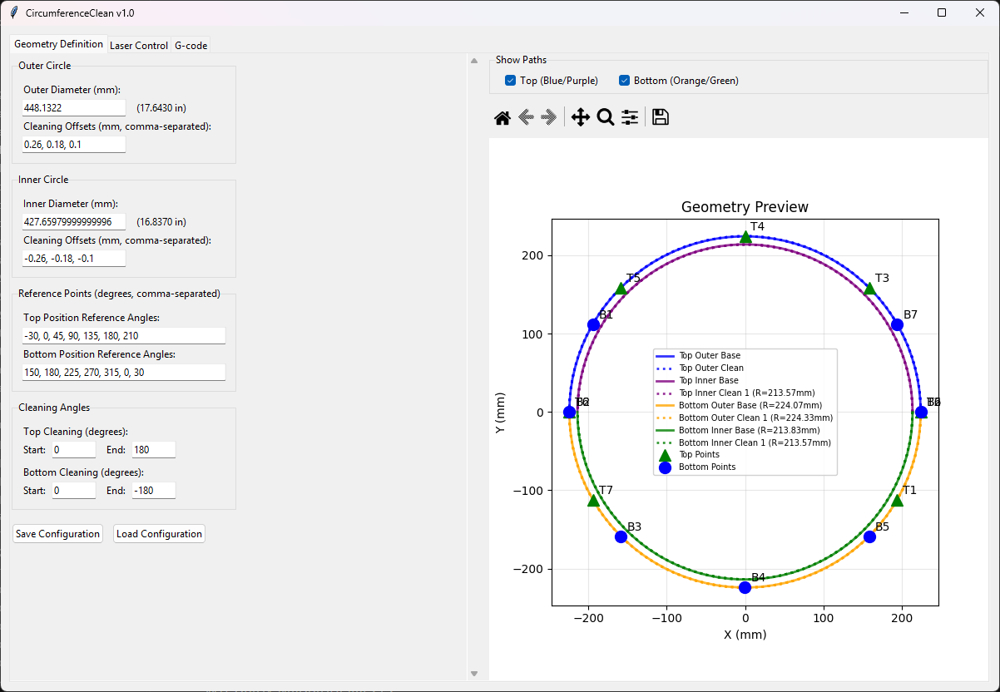 CircumferenceClean v1.0
Geometry Definition Laser Control G-code
Outer Circle
Outer Diameter (mm):
448.1322 (17.6430 in)
Cleaning Offsets (mm, comma-separated):
0.26, 0.18, 0.1
Inner Circle
Inner Diameter (mm):
427.65979999999996 (16.8370 in)
Cleaning Offsets (mm, comma-separated):
-0.26, -0.18, -0.1
Reference Points (degrees, comma-separated)
Top Position Reference Angles:
-30, 0, 45, 90, 135, 180, 210
Bottom Position Reference Angles:
150, 180, 225, 270, 315, 0, 30
Cleaning Angles
Top Cleaning (degrees):
Start: 0 End: 180
Bottom Cleaning (degrees):
Start: 0 End: -180
Save Configuration Load Configuration
Show Paths
Top (Blue/Purple) Bottom (Orange/Green)
Geometry Preview
T4
T5 T3
B1 B7
T7 T1
B3 B5
B4
Top Outer Base
Top Outer Clean
Top Inner Base
Top Inner Clean 1 (R=213.57mm)
Bottom Outer Base (R=224.07mm)
Bottom Outer Clean 1 (R=224.33mm)
Bottom Inner Base (R=213.83mm)
Bottom Inner Clean 1 (R=213.57mm)
Top Points
Bottom Points
200
100
0
−100
−200
Y (mm)
−200 −100 0 100 200
X (mm)